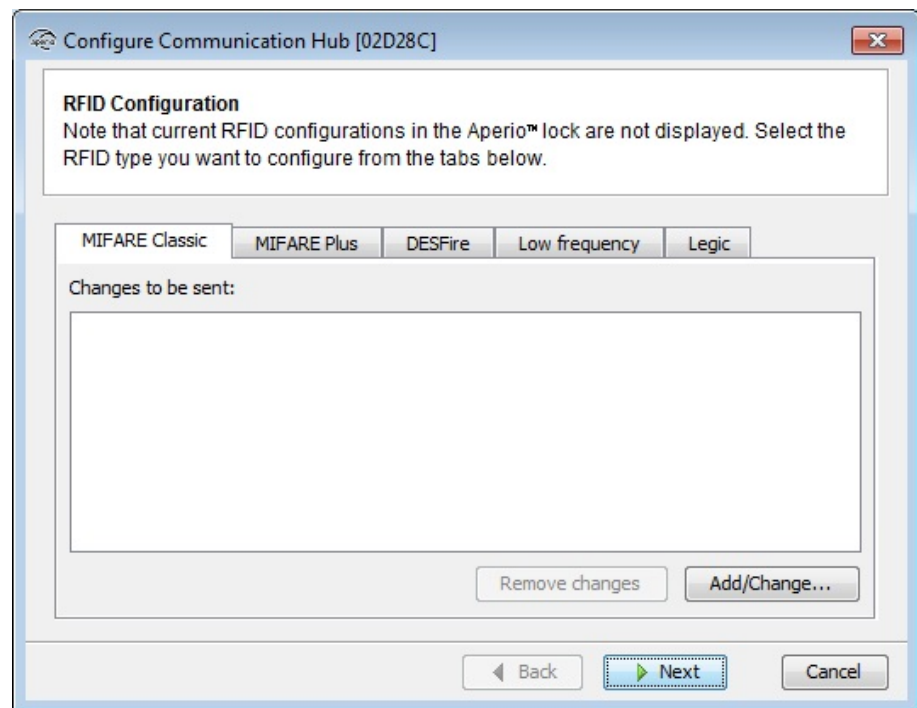 Configure Communication Hub [02D28C]
RFID Configuration
Note that current RFID configurations in the Aperio™ lock are not displayed. Select the
RFID type you want to configure from the tabs below.
MIFARE Classic
MIFARE Plus
DESFire
Low frequency
Legic
Changes to be sent:
Remove changes
Add/Change...
Back
Next
Cancel